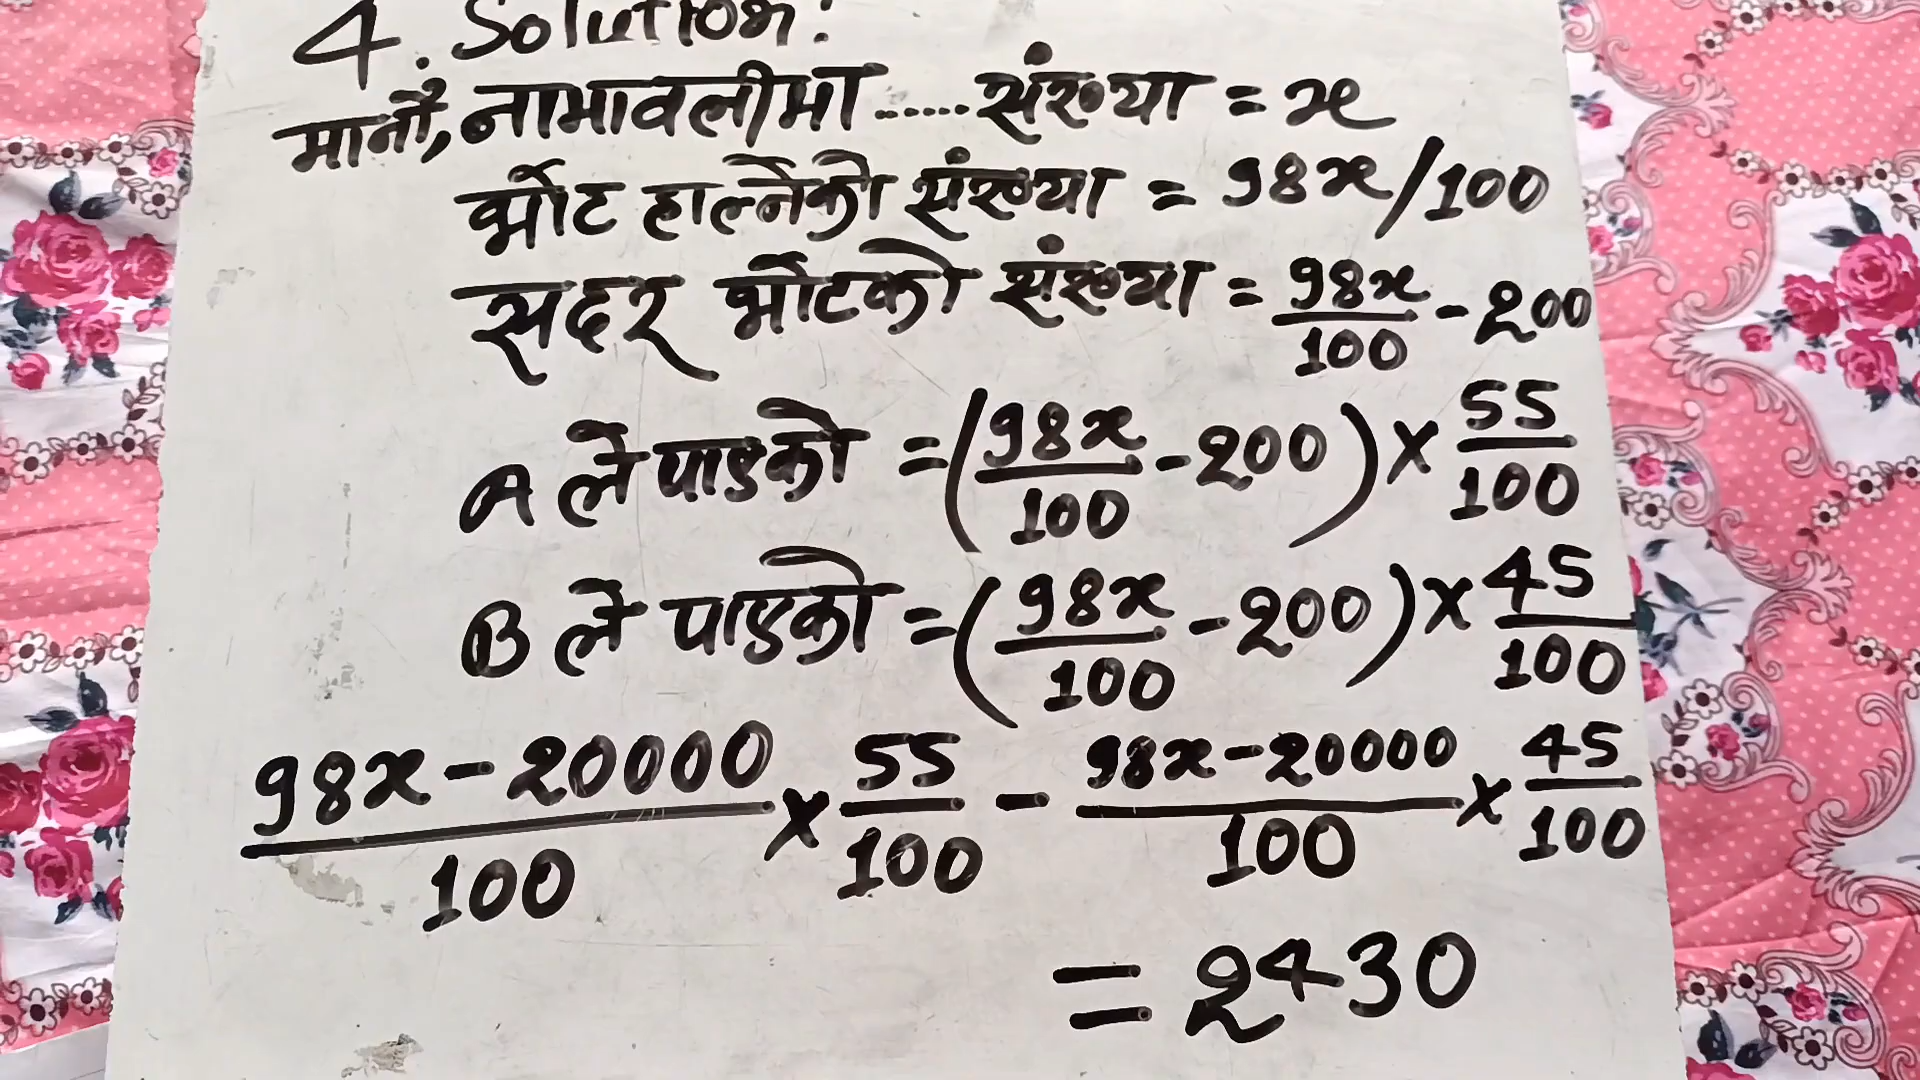 4. Solution:
मानौं, नामावलीमा ...... संख्या = x
भोट हाल्नेको संख्या = 98x/100
सदर भोटको संख्या = 98x/100 - 200
A ले पाएको = (98x/100 - 200) × 55/100
B ले पाएको = (98x/100 - 200) × 45/100
98x - 20000/100 × 55/100 - 98x - 20000/100 × 45/100
= 2430